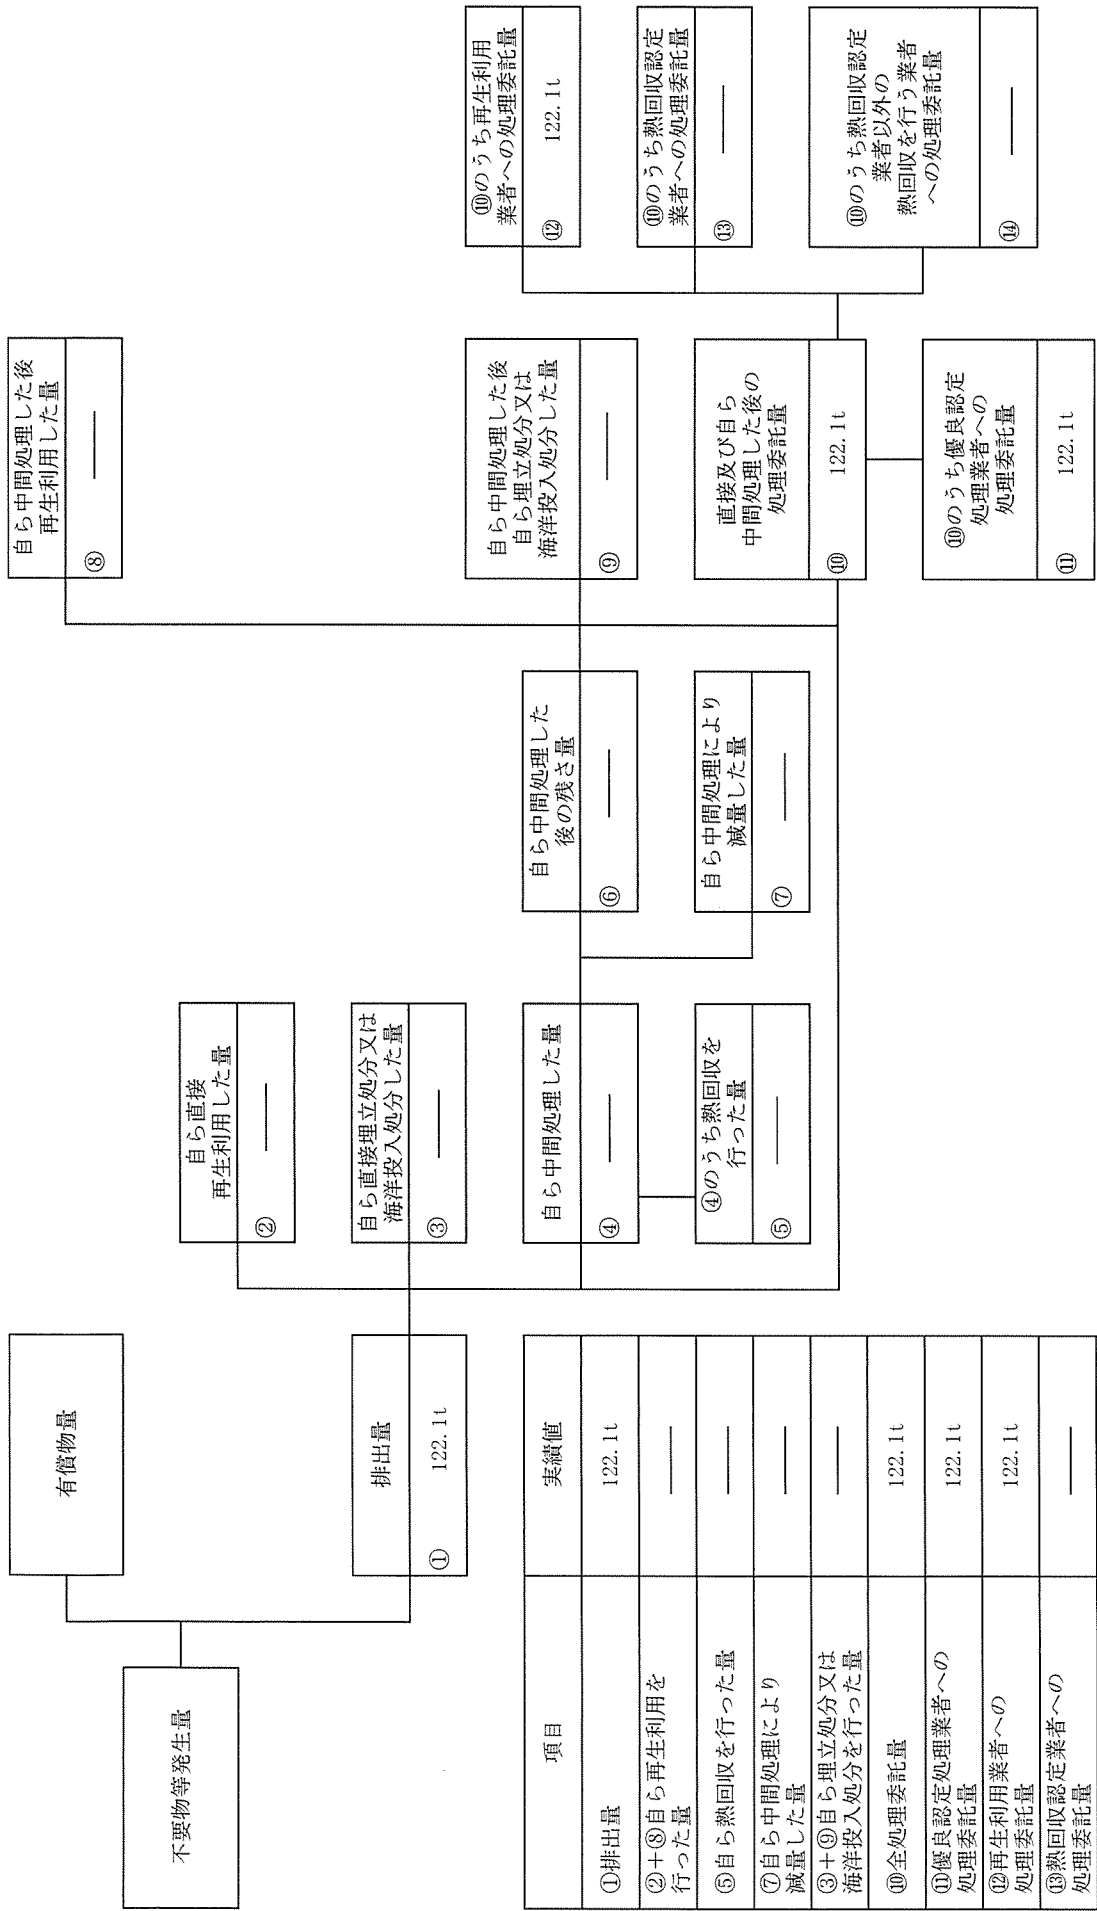 不要物等発生量
有償物量
排出量
① 122.1t
自ら直接
再生利用した量
② ――
自ら直接埋立処分又は
海洋投入処分した量
③ ――
自ら中間処理した量
④ ――
④のうち熱回収を
行った量
⑤ ――
自ら中間処理した
後の残さ量
⑥ ――
自ら中間処理により
減量した量
⑦ ――
自ら中間処理した後
再生利用した量
⑧ ――
自ら中間処理した後
自ら埋立処分又は
海洋投入処分した量
⑨ ――
直接及び自ら
中間処理した後の
処理委託量
⑩ 122.1t
⑩のうち優良認定
処理業者への
処理委託量
⑪ 122.1t
⑩のうち再生利用
業者への処理委託量
⑫ 122.1t
⑩のうち熱回収認定
業者への処理委託量
⑬ ――
⑩のうち熱回収認定
業者以外の
熱回収を行う業者
への処理委託量
⑭ ――
項目 実績値
①排出量 122.1t
②+⑧自ら再生利用を
行った量 ――
⑤自ら熱回収を行った量 ――
⑦自ら中間処理により
減量した量 ――
③+⑨自ら埋立処分又は
海洋投入処分を行った量 ――
⑩全処理委託量 122.1t
⑪優良認定処理業者への
処理委託量 122.1t
⑫再生利用業者への
処理委託量 122.1t
⑬熱回収認定業者への
処理委託量 ――